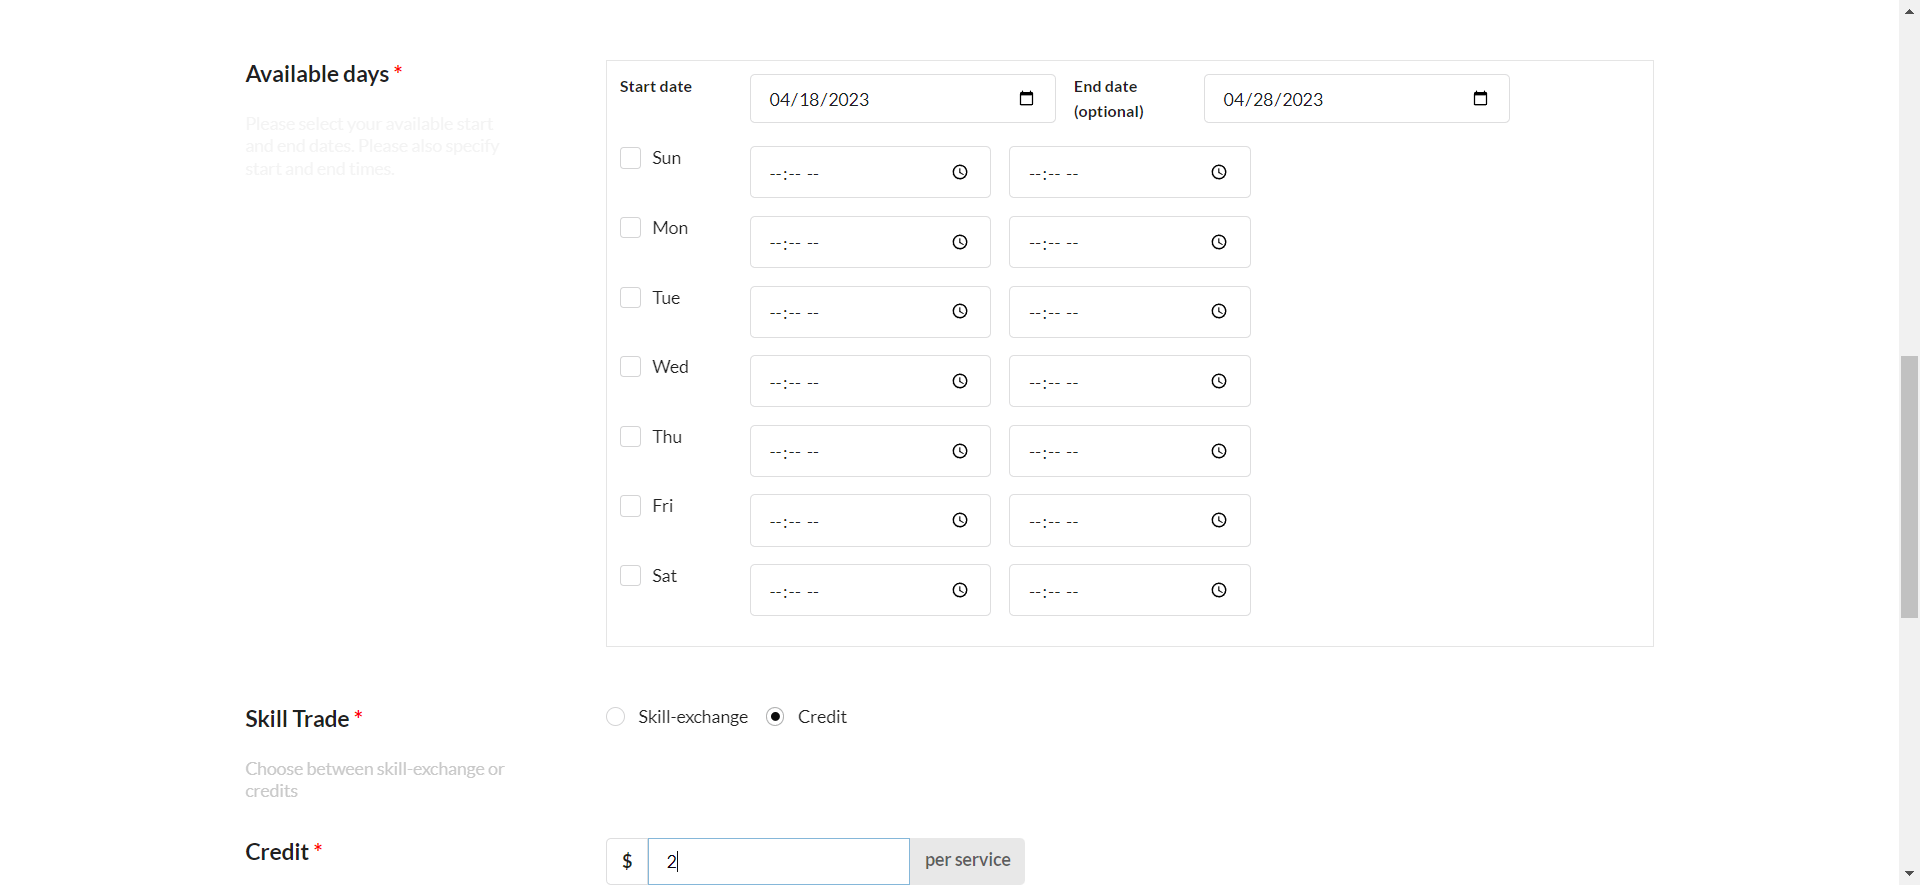 Available days *
Please select your available start
and end dates. Please also specify
start and end times.
Start date
04/18/2023
End date
(optional)
04/28/2023
Sun
--:-- --
--:-- --
Mon
--:-- --
--:-- --
Tue
--:-- --
--:-- --
Wed
--:-- --
--:-- --
Thu
--:-- --
--:-- --
Fri
--:-- --
--:-- --
Sat
--:-- --
--:-- --
Skill Trade *
Choose between skill-exchange or
credits
Skill-exchange
Credit
Credit *
$
2
per service